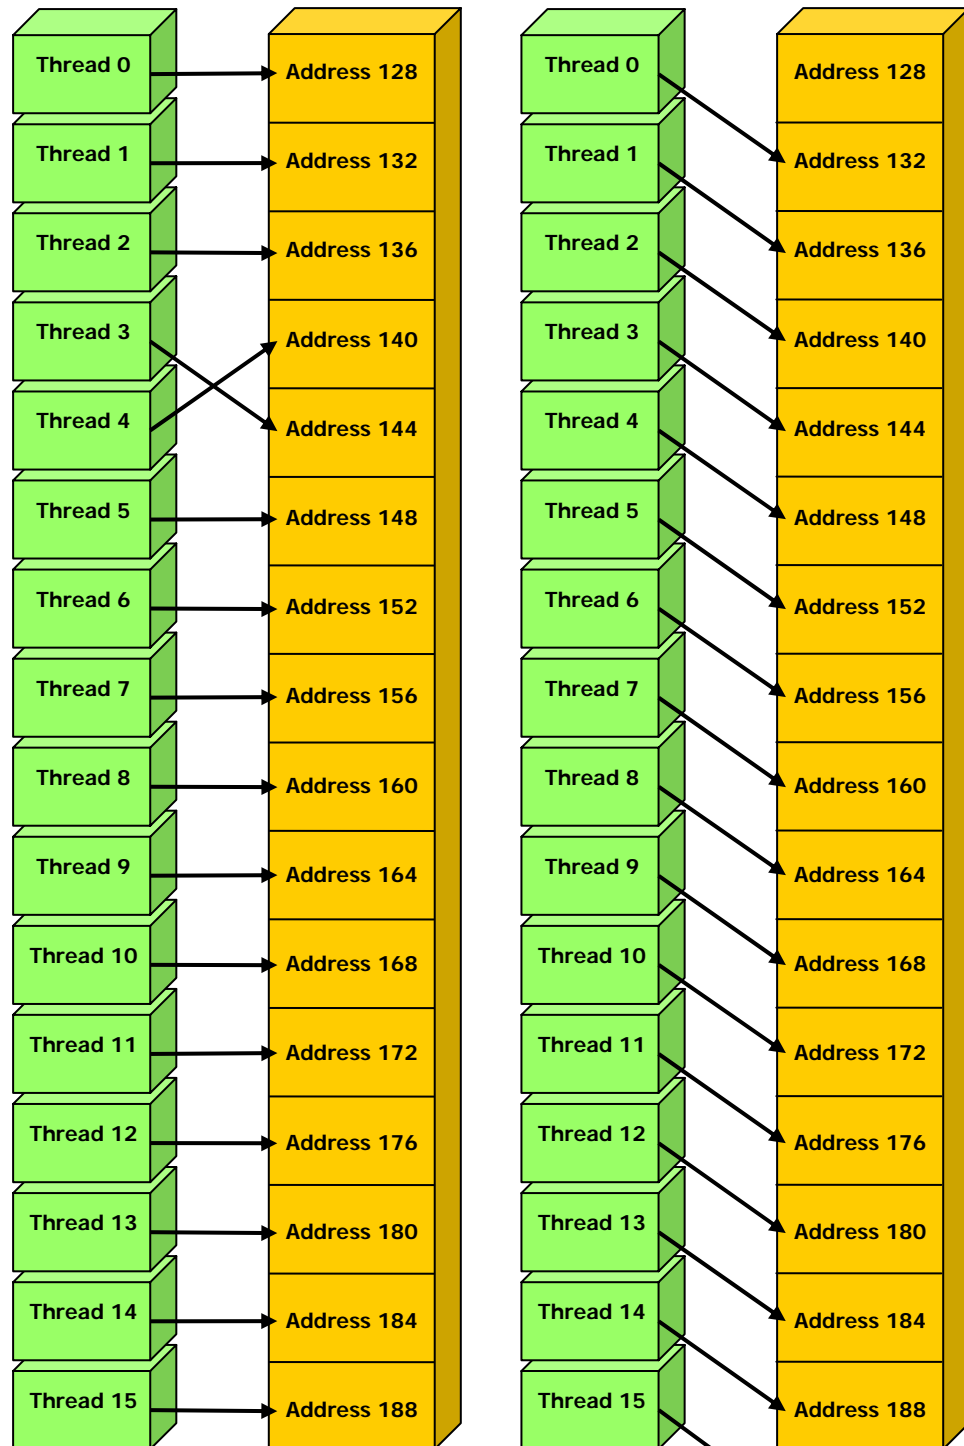 Thread 0 Address 128 Thread 0 Address 128
Thread 1 Address 132 Thread 1 Address 132
Thread 2 Address 136 Thread 2 Address 136
Thread 3 Address 140 Thread 3 Address 140
Thread 4 Address 144 Thread 4 Address 144
Thread 5 Address 148 Thread 5 Address 148
Thread 6 Address 152 Thread 6 Address 152
Thread 7 Address 156 Thread 7 Address 156
Thread 8 Address 160 Thread 8 Address 160
Thread 9 Address 164 Thread 9 Address 164
Thread 10 Address 168 Thread 10 Address 168
Thread 11 Address 172 Thread 11 Address 172
Thread 12 Address 176 Thread 12 Address 176
Thread 13 Address 180 Thread 13 Address 180
Thread 14 Address 184 Thread 14 Address 184
Thread 15 Address 188 Thread 15 Address 188